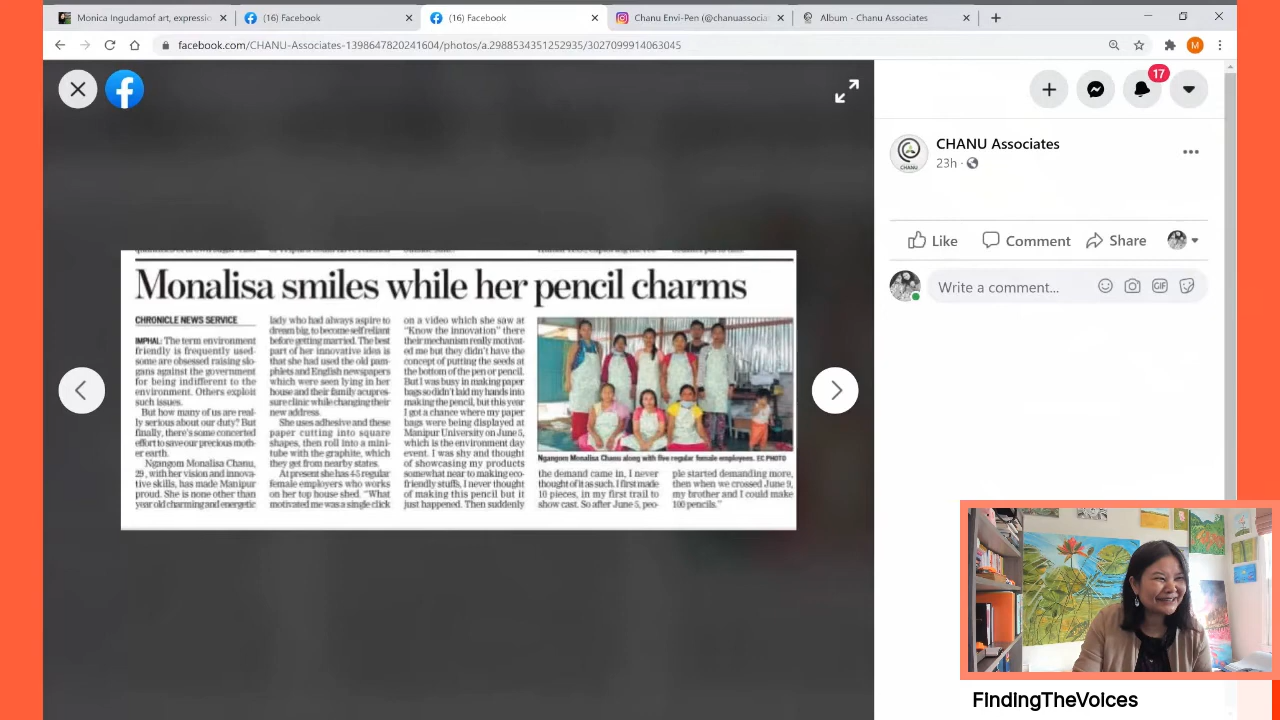 Monica Ingudamof art, expressio
(16) Facebook
(16) Facebook
Chanu Envi-Pen (@chanuassocia
Album - Chanu Associates
facebook.com/CHANU-Associates-1398647820241604/photos/a.2988534351252935/3027099914063045
M
17
CHANU Associates
23h
CHANU
Like
Comment
Share
Write a comment...
GIF
Monalisa smiles while her pencil charms
CHRONICLE NEWS SERVICE
IMPHAL: The term environment
friendly is frequently used-
some are obsessed raising slo-
gans against the government
for being indifferent to the
environment. Others exploit
such issues.
But how many of us are real-
ly serious about our duty? But
finally, there's some concerted
effort to save our precious moth-
er earth.
Ngangom Monalisa Chanu,
29, with her vision and innova-
tive skills, has made Manipur
proud. She is none other than
year old charming and energetic
lady who had always aspire to
dream big, to become self reliant
before getting married. The best
part of her innovative idea is
that she had used the old pam-
phlets and English newspapers
which were seen lying in her
house and their family acupres-
sure clinic while changing their
new address.
She uses adhesive and these
paper cutting into square
shapes, then roll into a mini-
tube with the graphite, which
they get from nearby states.
At present she has 4-5 regular
female employers who works
on her top house shed. "What
motivated me was a single click
on a video which she saw at
"Know the innovation" there
their mechanism really motivat-
ed me but they didn't have the
concept of putting the seeds at
the bottom of the pen or pencil.
But I was busy in making paper
bags so didn't laid my hands into
making the pencil, but this year
I got a chance where my paper
bags were being displayed at
Manipur University on June 5,
which is the environment day
event. I was shy and thought
of showcasing my products
somewhat near to making eco-
friendly stuffs, I never thought
of making this pencil but it
just happened. Then suddenly
Ngangom Monalisa Chanu along with five regular female employees. EC PHOTO
the demand came in, I never
thought of it as such. I first made
10 pieces, in my first trail to
show cast. So after June 5, peo-
ple started demanding more,
then when we crossed June 9,
my brother and I could make
100 pencils."
FindingTheVoices